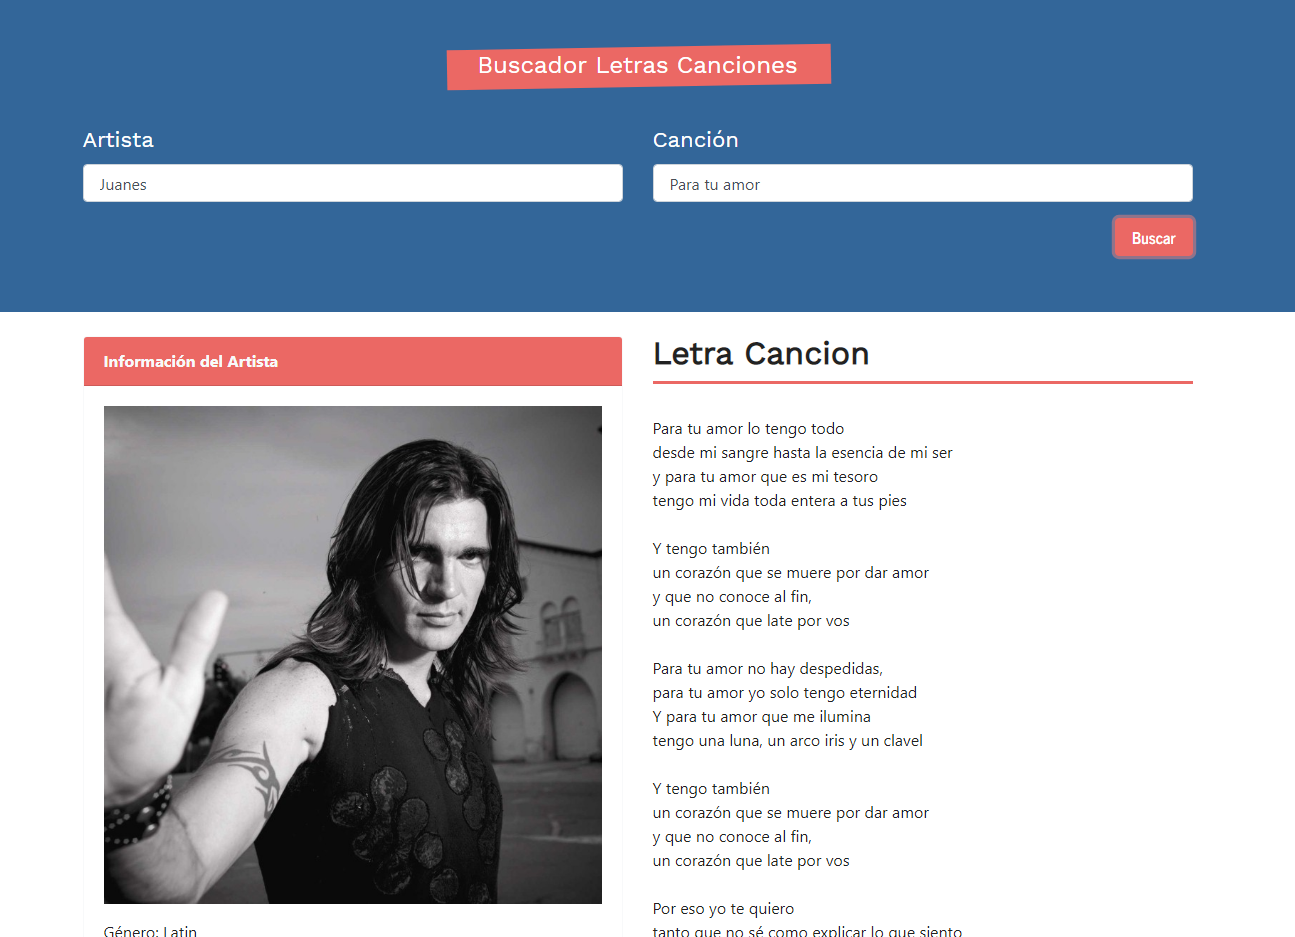 Buscador Letras Canciones
Artista
Juanes
Canción
Para tu amor
Buscar
Información del Artista
Género: Latin
Letra Cancion
Para tu amor lo tengo todo
desde mi sangre hasta la esencia de mi ser
y para tu amor que es mi tesoro
tengo mi vida toda entera a tus pies
Y tengo también
un corazón que se muere por dar amor
y que no conoce al fin,
un corazón que late por vos
Para tu amor no hay despedidas,
para tu amor yo solo tengo eternidad
Y para tu amor que me ilumina
tengo una luna, un arco iris y un clavel
Y tengo también
un corazón que se muere por dar amor
y que no conoce al fin,
un corazón que late por vos
Por eso yo te quiero
tanto que no sé como explicar lo que siento